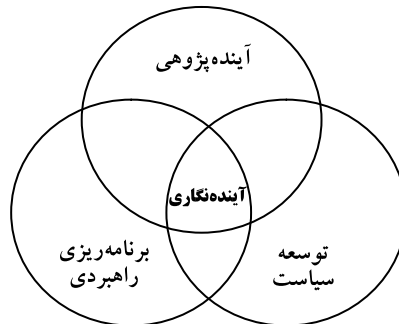 آینده‌پژوهی
آینده‌نگاری
برنامه‌ریزی
راهبردی
توسعه
سیاست